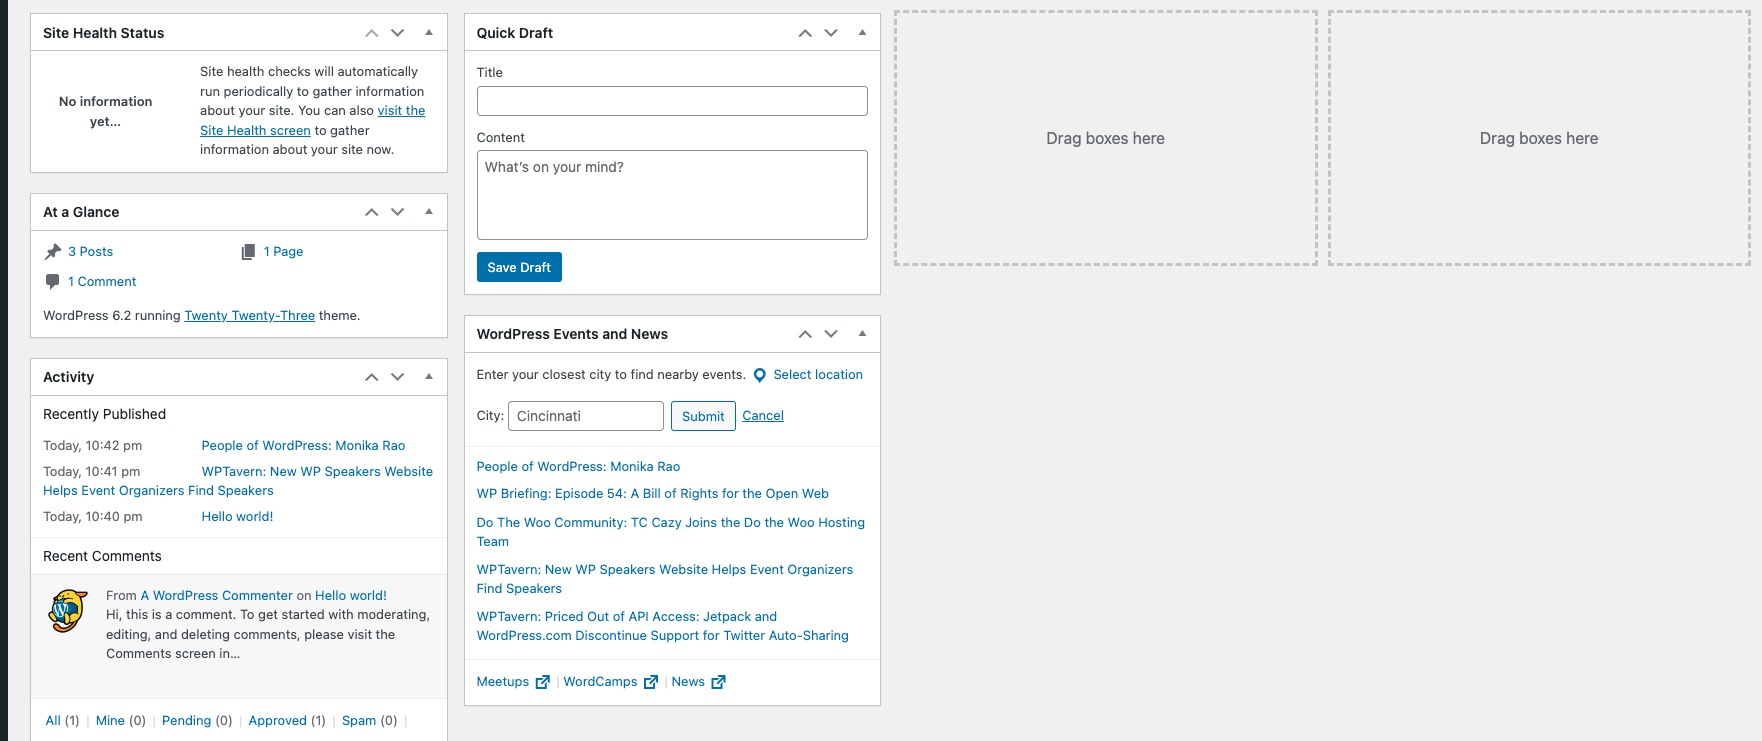 Site Health Status
No information
yet...
Site health checks will automatically
run periodically to gather information
about your site. You can also visit the
Site Health screen to gather
information about your site now.
At a Glance
3 Posts
1 Page
1 Comment
WordPress 6.2 running Twenty Twenty-Three theme.
Activity
Recently Published
Today, 10:42 pm People of WordPress: Monika Rao
Today, 10:41 pm WPTavern: New WP Speakers Website
Helps Event Organizers Find Speakers
Today, 10:40 pm Hello world!
Recent Comments
From A WordPress Commenter on Hello world!
Hi, this is a comment. To get started with moderating,
editing, and deleting comments, please visit the
Comments screen in…
All (1) | Mine (0) | Pending (0) | Approved (1) | Spam (0) |
Quick Draft
Title
Content
What’s on your mind?
Save Draft
WordPress Events and News
Enter your closest city to find nearby events. Select location
City: Cincinnati Submit Cancel
People of WordPress: Monika Rao
WP Briefing: Episode 54: A Bill of Rights for the Open Web
Do The Woo Community: TC Cazy Joins the Do the Woo Hosting
Team
WPTavern: New WP Speakers Website Helps Event Organizers
Find Speakers
WPTavern: Priced Out of API Access: Jetpack and
WordPress.com Discontinue Support for Twitter Auto-Sharing
Meetups | WordCamps | News
Drag boxes here
Drag boxes here